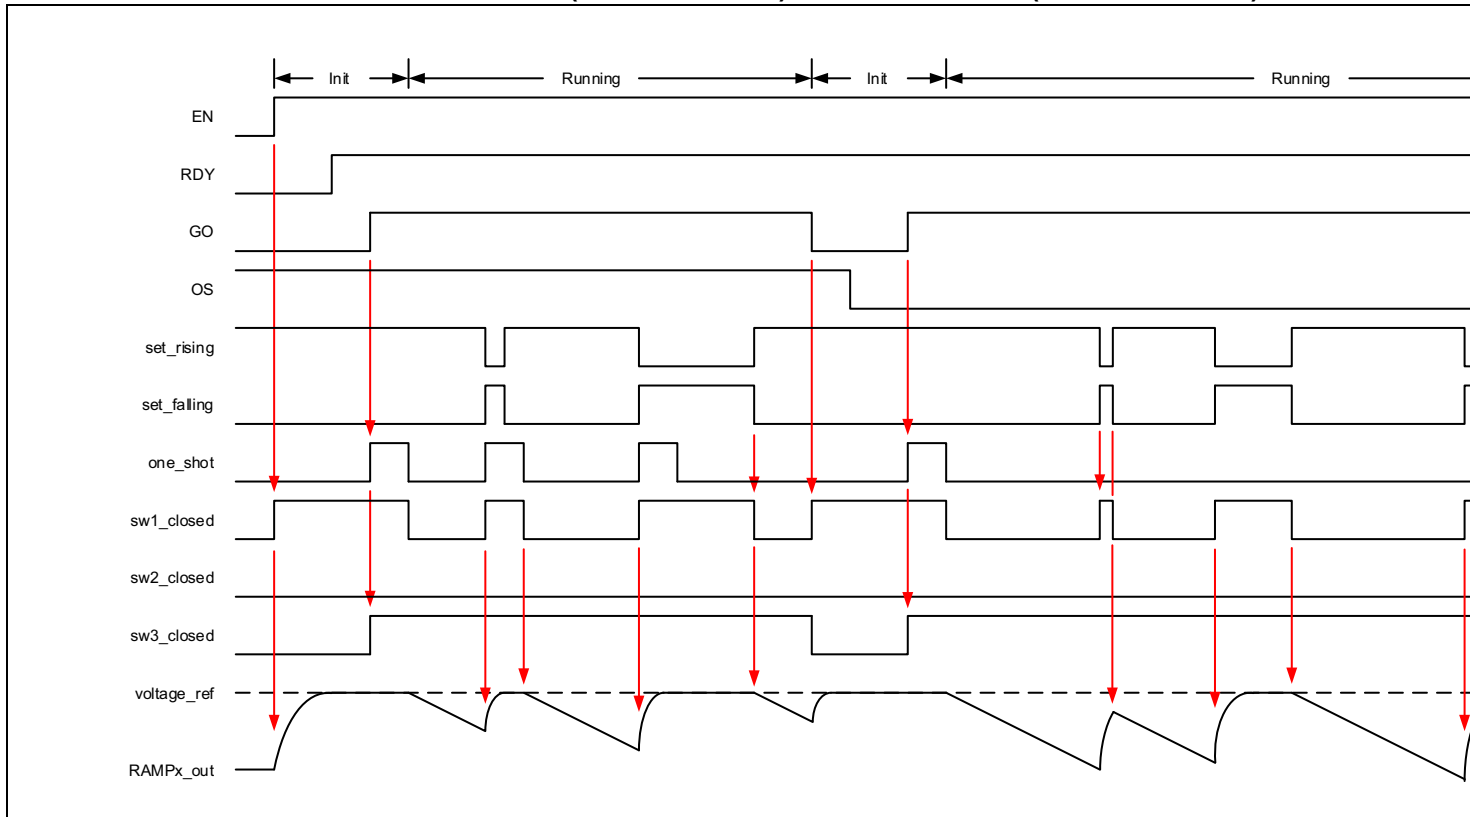 Init Running Init Running
EN
RDY
GO
OS
set_rising
set_falling
one_shot
sw1_closed
sw2_closed
sw3_closed
voltage_ref
RAMPx_out